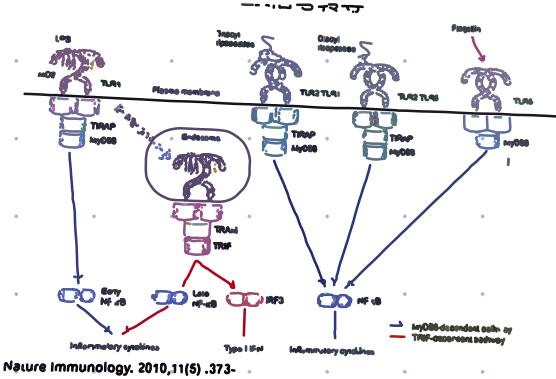 LPS
MD2
TLR4
Plasma membrane
TIRAP
MyD88
Endosome
TRAM
TRIF
Triacyl
lipopeptides
TLR2 TLR1
TIRAP
MyD88
Diacyl
lipopeptides
TLR2 TLR6
TIRAP
MyD88
Flagellin
TLR5
MyD88
Early
NF-κB
Late
NF-κB
IRF3
NF-κB
Inflammatory cytokines
Type I IFN
Inflammatory cytokines
MyD88-dependent pathway
TRIF-dependent pathway
Nature Immunology. 2010,11(5) .373-